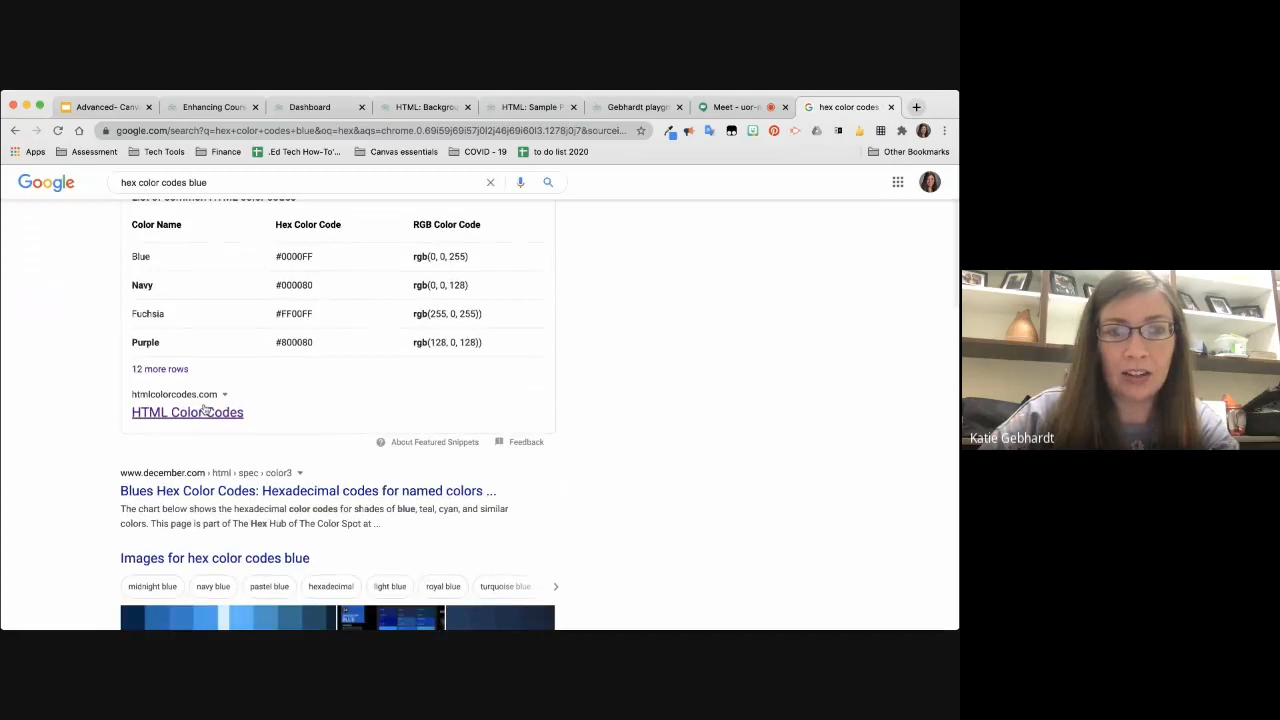 Advanced- Canv
Enhancing Cours
Dashboard
HTML: Backgrou
HTML: Sample P
Gebhardt playgr
Meet - uor-n
hex color codes
google.com/search?q=hex+color+codes+blue&oq=hex&aqs=chrome.0.69i59j69i57j0l2j46j69i60l3.1278j0j7&sourcei...
Apps
Assessment
Tech Tools
Finance
.Ed Tech How-To'...
Canvas essentials
COVID - 19
to do list 2020
Other Bookmarks
Google
hex color codes blue
List of common HTML color codes
Color Name Hex Color Code RGB Color Code
Blue #0000FF rgb(0, 0, 255)
Navy #000080 rgb(0, 0, 128)
Fuchsia #FF00FF rgb(255, 0, 255))
Purple #800080 rgb(128, 0, 128))
12 more rows
htmlcolorcodes.com
HTML Color Codes
About Featured Snippets Feedback
www.december.com › html › spec › color3
Blues Hex Color Codes: Hexadecimal codes for named colors ...
The chart below shows the hexadecimal color codes for shades of blue, teal, cyan, and similar
colors. This page is part of The Hex Hub of The Color Spot at ...
Images for hex color codes blue
midnight blue
navy blue
pastel blue
hexadecimal
light blue
royal blue
turquoise blue
Katie Gebhardt